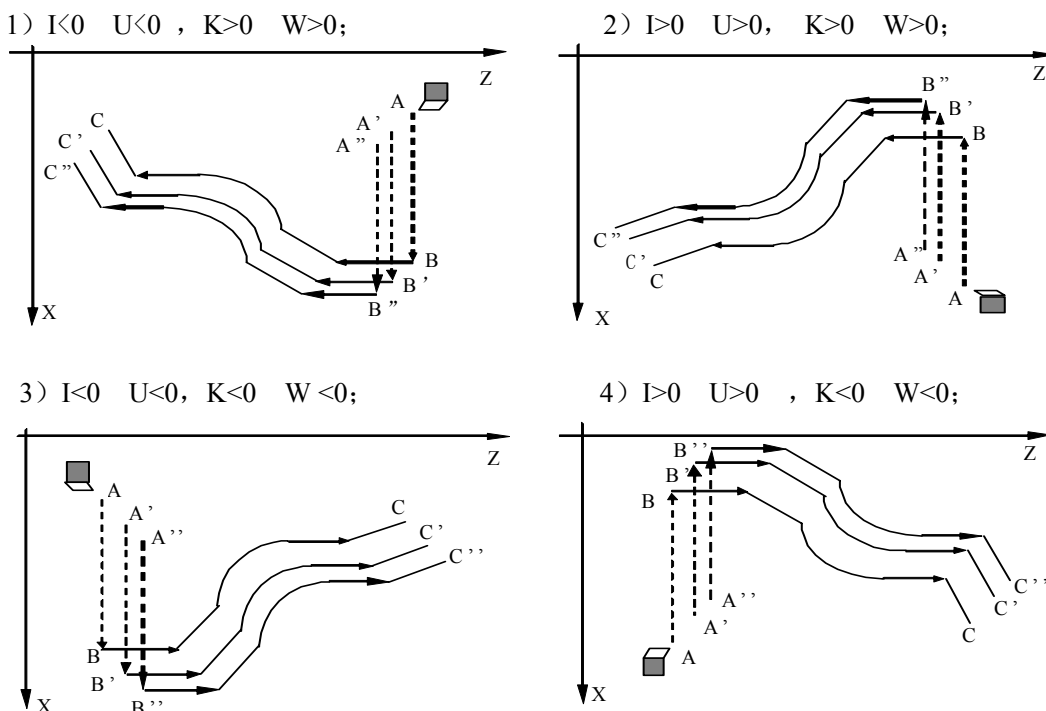 1）I<0 U<0 ，K>0 W>0；
2）I>0 U>0，K>0 W>0；
Z
A
A'
A”
C
C'
C”
B
B'
B”
X
Z
B”
B'
B
C”
C'
C
A”
A'
A
X
3）I<0 U<0，K<0 W <0；
4）I>0 U>0 ，K<0 W<0；
Z
A
A'
A''
C
C'
C''
B
B'
B''
X
Z
B''
B'
B
A''
A'
A
C''
C'
C
X